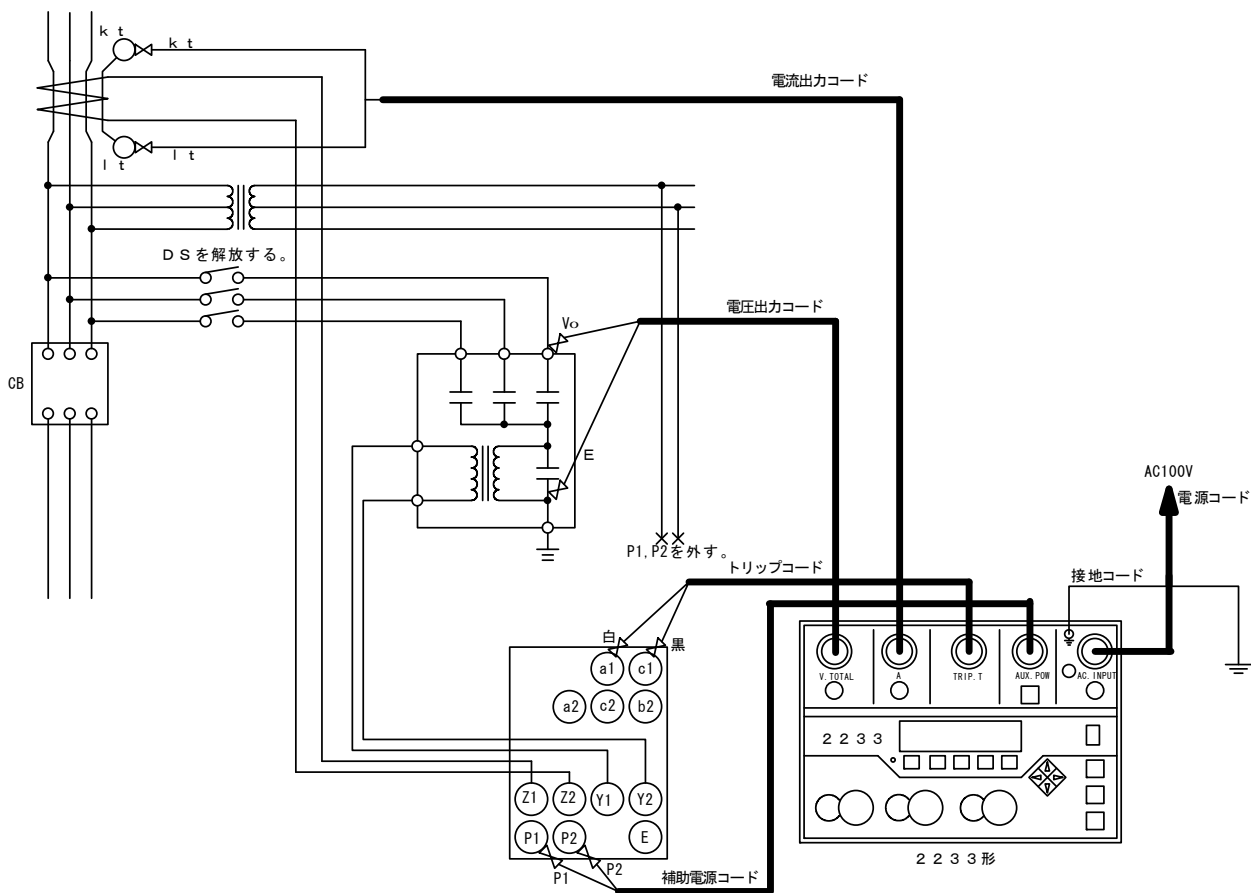 k t
k t
電流出力コード
l t
l t
DSを解放する。
電圧出力コード
Vo
CB
E
AC100V
電源コード
P1,P2を外す。
トリップコード
接地コード
白
黒
a1
c1
a2
c2
b2
V.TOTAL
A
TRIP.T
AUX.POW
AC.INPUT
2233
Z1
Z2
Y1
Y2
P1
P2
E
P1
P2
補助電源コード
2233形